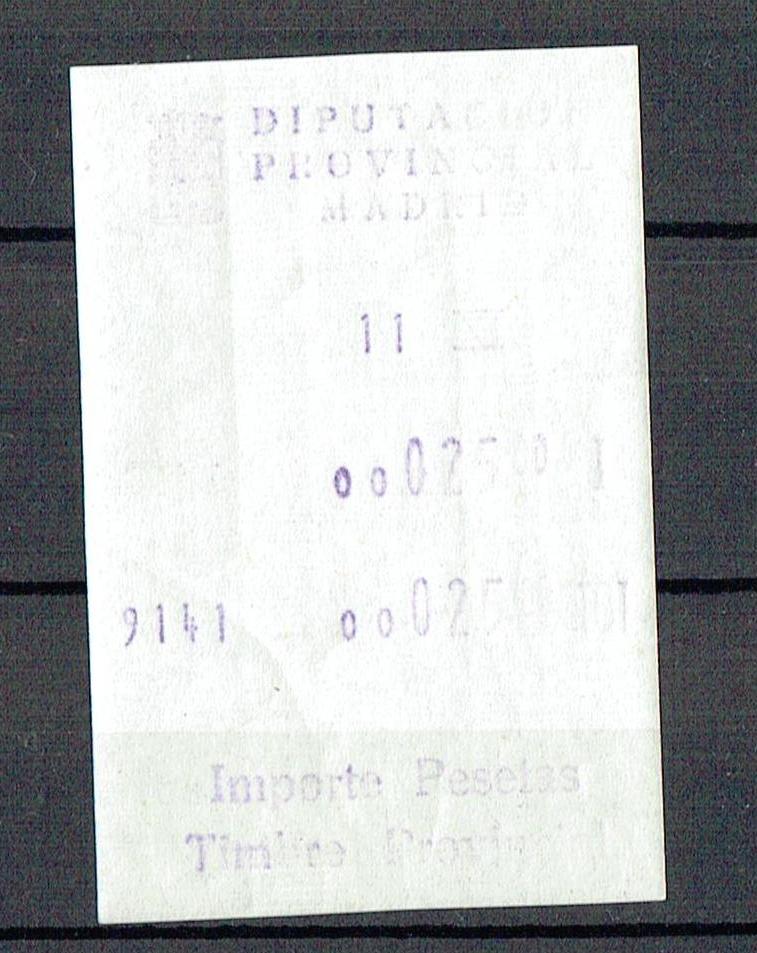 DIPUTACION
PROVINCIAL
MADRID
11
9141
Importe Pesetas
Timbre Provincial